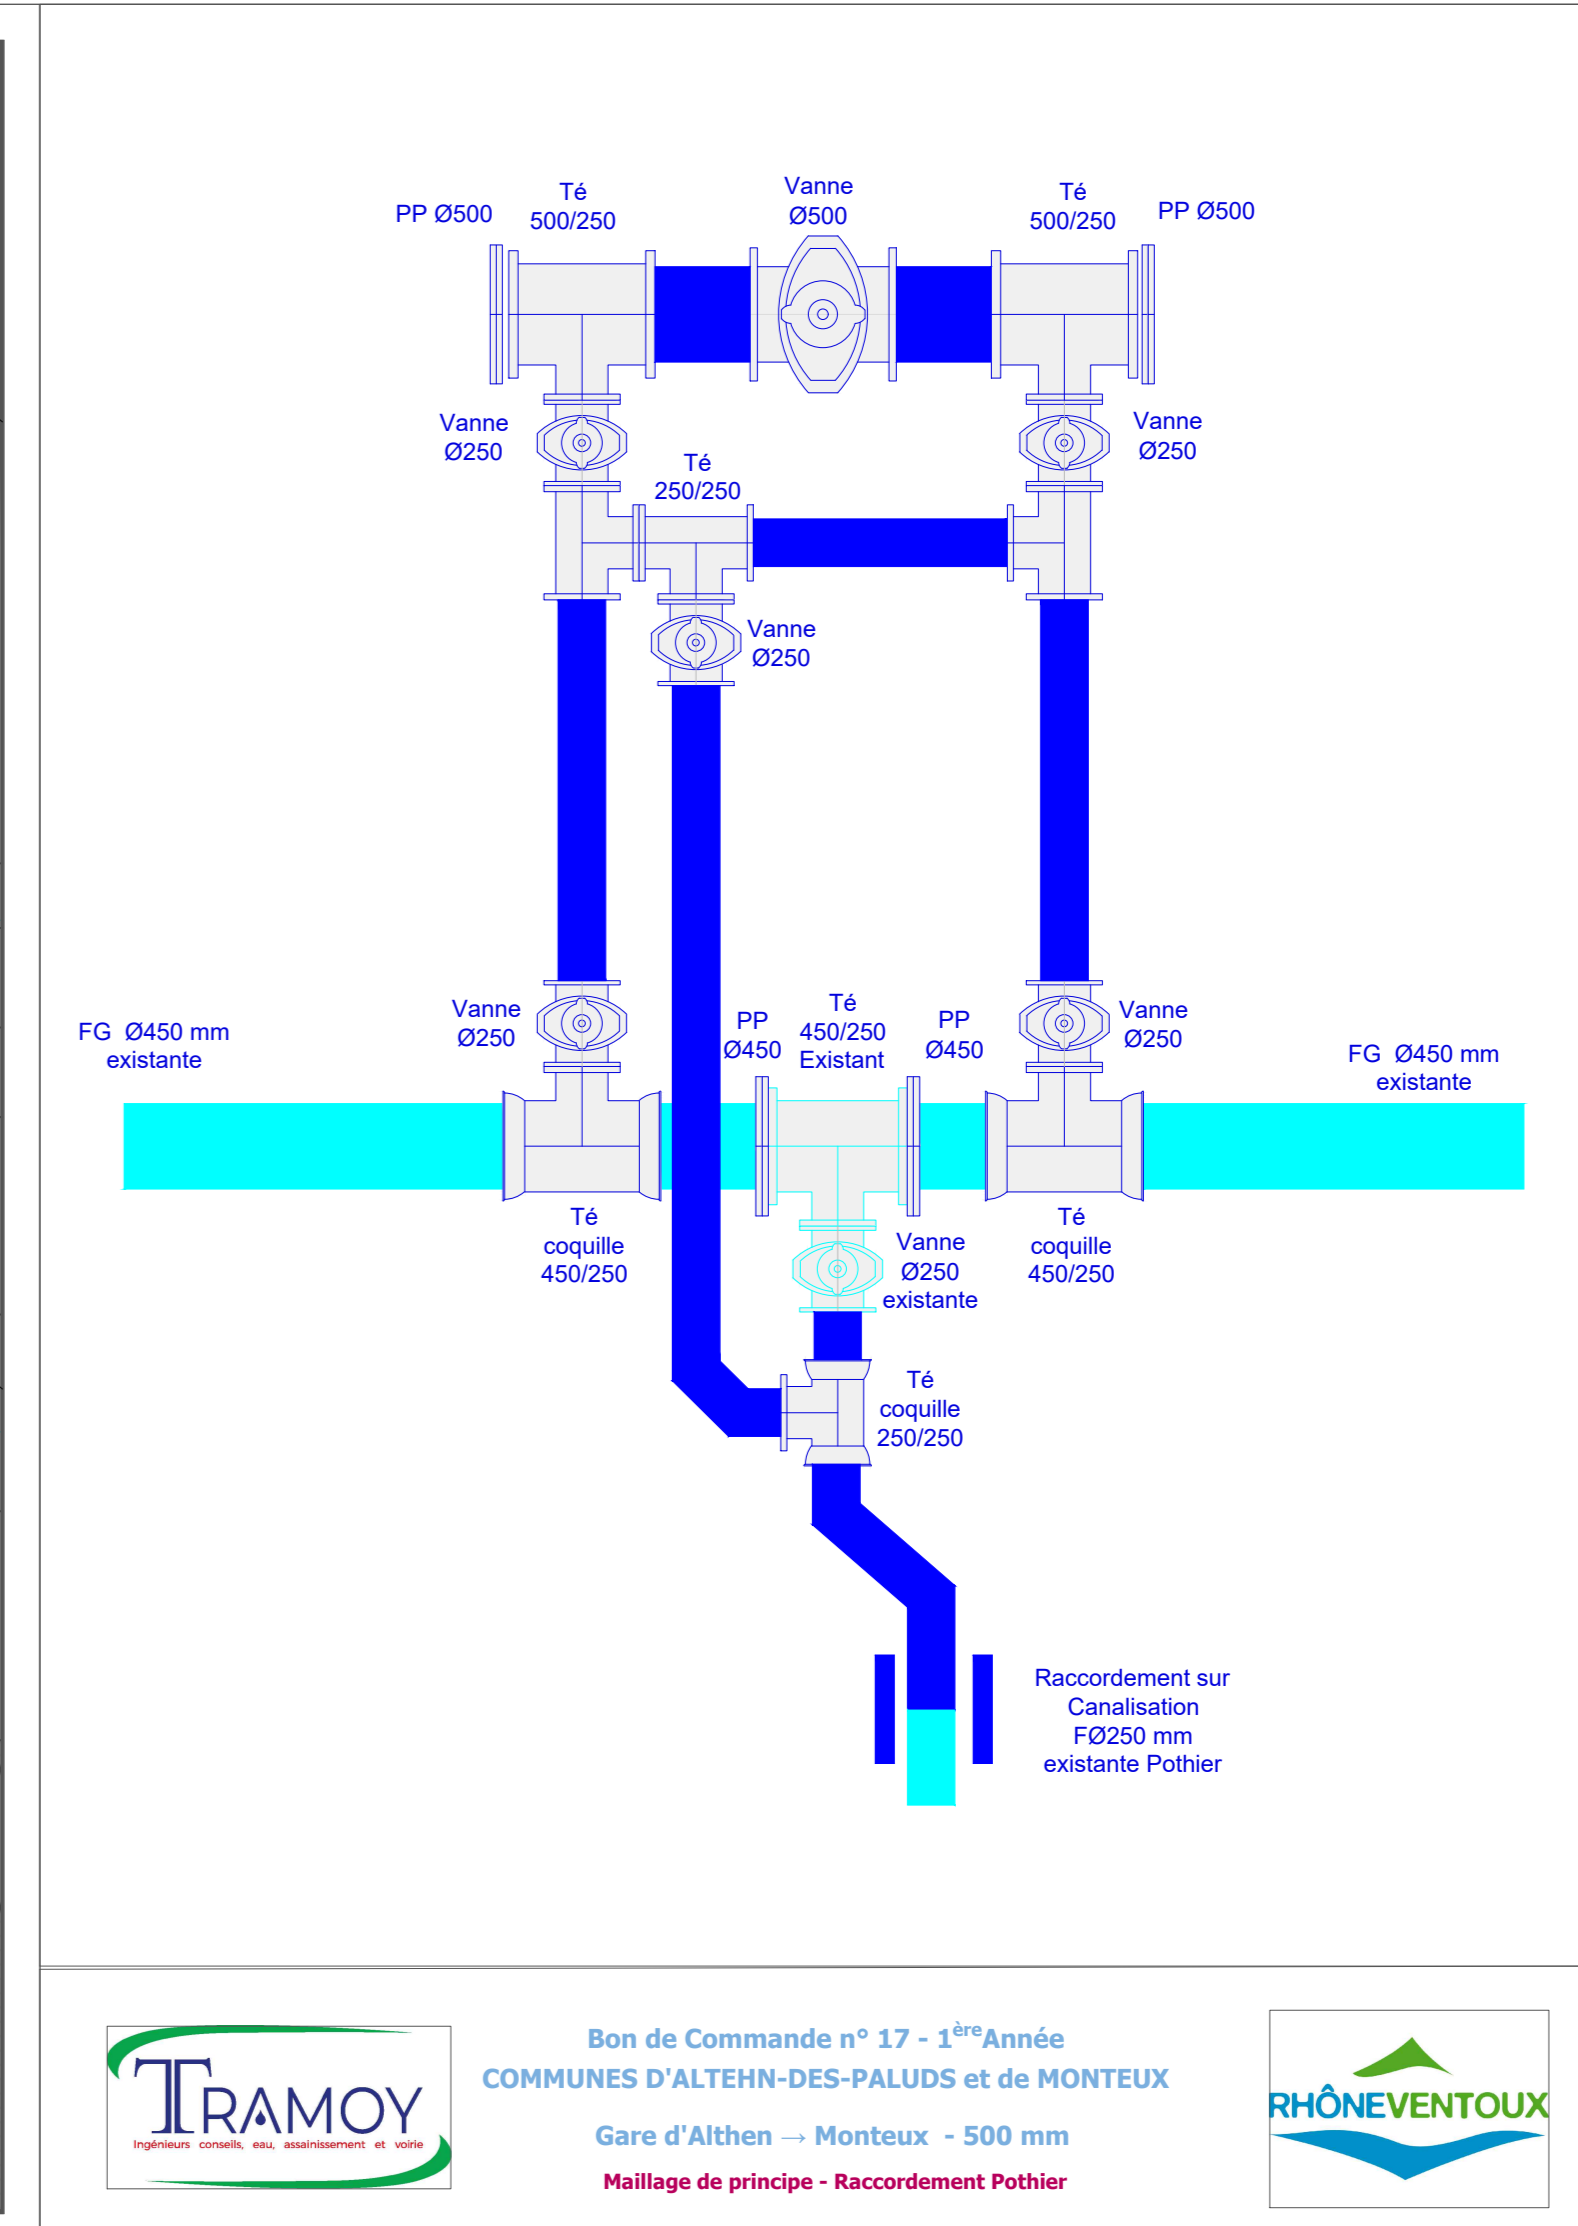 PP Ø500
Té
500/250
Vanne
Ø500
Té
500/250
PP Ø500
Vanne
Ø250
Té
250/250
Vanne
Ø250
Vanne
Ø250
FG Ø450 mm
existante
Vanne
Ø250
PP
Ø450
Té
450/250
Existant
PP
Ø450
Vanne
Ø250
FG Ø450 mm
existante
Té
coquille
450/250
Vanne
Ø250
existante
Té
coquille
450/250
Té
coquille
250/250
Raccordement sur
Canalisation
FØ250 mm
existante Pothier
TRAMOY
Ingénieurs conseils, eau, assainissement et voirie
Bon de Commande n° 17 - 1ère Année
COMMUNES D'ALTEHN-DES-PALUDS et de MONTEUX
Gare d'Althen → Monteux - 500 mm
Maillage de principe - Raccordement Pothier
RHÔNEVENTOUX